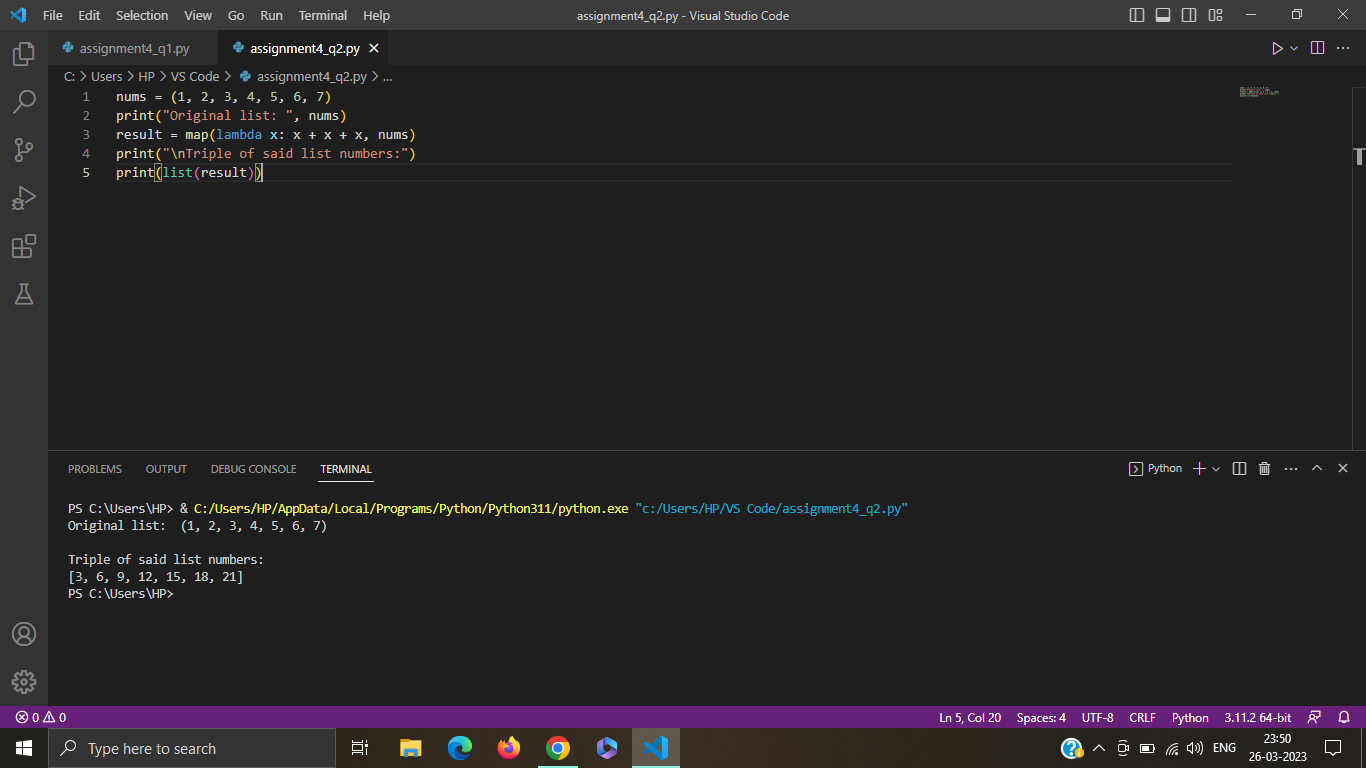 File Edit Selection View Go Run Terminal Help
assignment4_q2.py - Visual Studio Code
assignment4_q1.py
assignment4_q2.py
C: > Users > HP > VS Code > assignment4_q2.py > ...
1 nums = (1, 2, 3, 4, 5, 6, 7)
2 print("Original list: ", nums)
3 result = map(lambda x: x + x + x, nums)
4 print("\nTriple of said list numbers:")
5 print(list(result))
PROBLEMS OUTPUT DEBUG CONSOLE TERMINAL
Python
PS C:\Users\HP> & C:/Users/HP/AppData/Local/Programs/Python/Python311/python.exe "c:/Users/HP/VS Code/assignment4_q2.py"
Original list:  (1, 2, 3, 4, 5, 6, 7)
Triple of said list numbers:
[3, 6, 9, 12, 15, 18, 21]
PS C:\Users\HP>
0 0
Ln 5, Col 20 Spaces: 4 UTF-8 CRLF Python 3.11.2 64-bit
Type here to search
ENG
23:50
26-03-2023